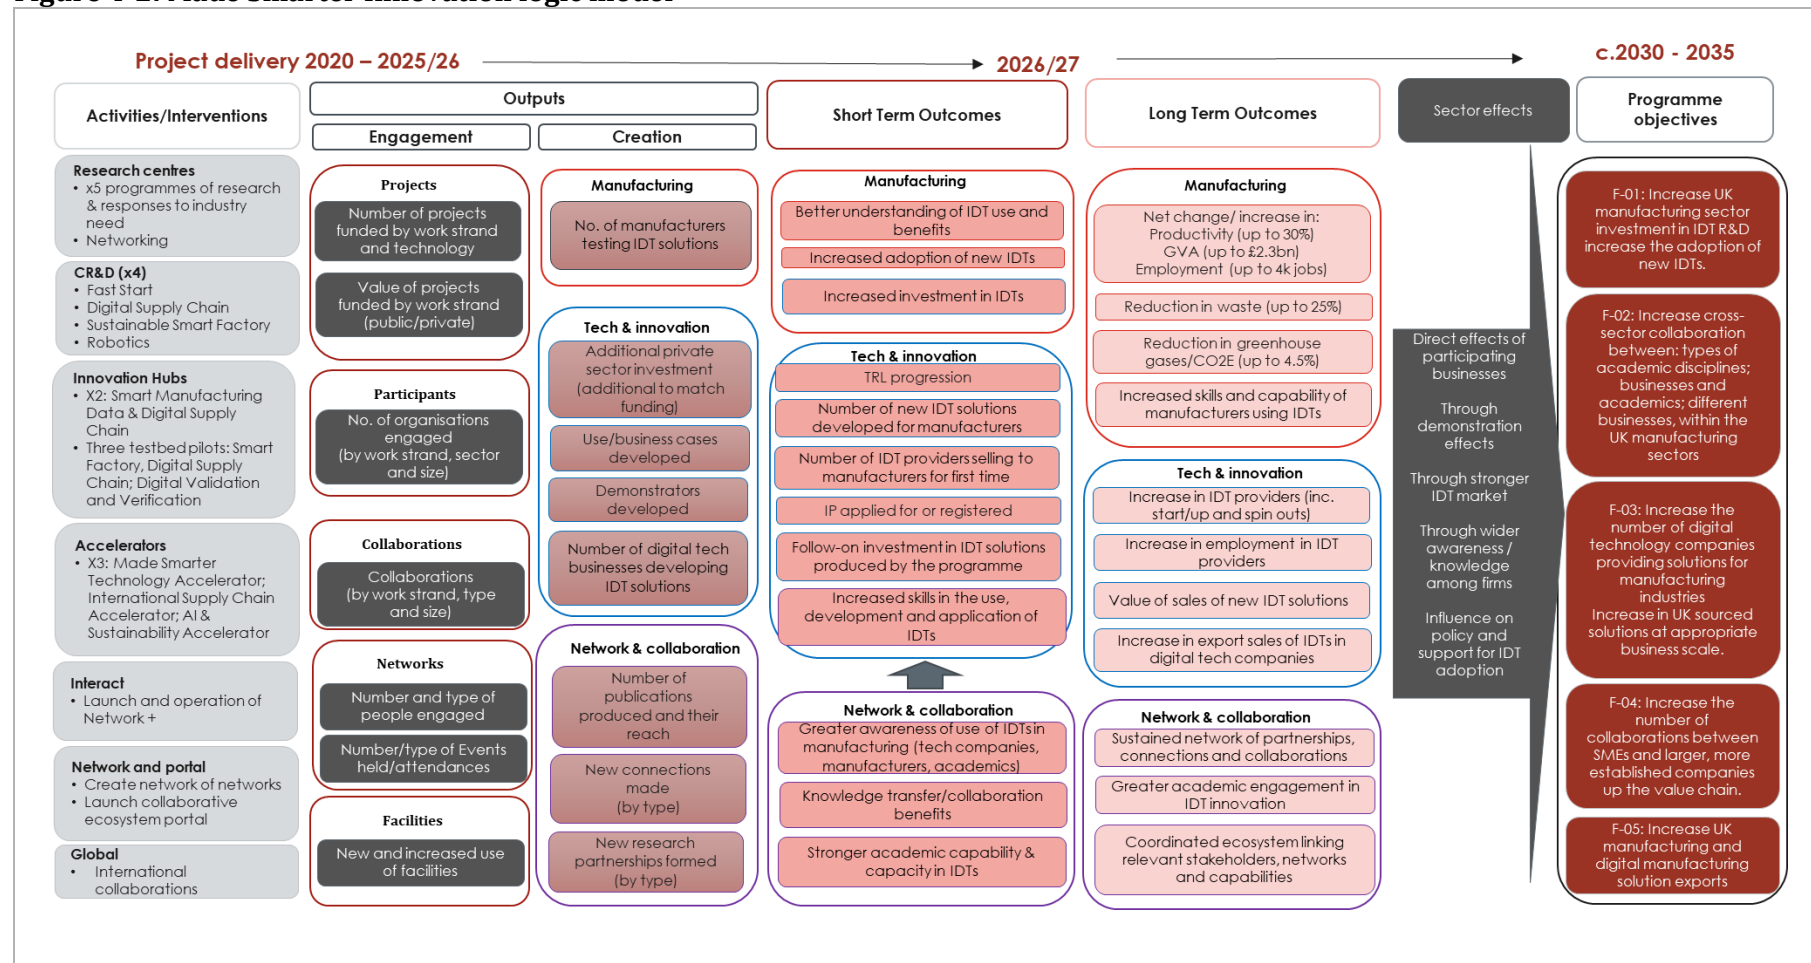 Figure 1-2: Made Smarter Innovation logic model
Project delivery 2020 – 2025/26
2026/27
c.2030 - 2035
Activities/Interventions
Outputs
Engagement
Creation
Short Term Outcomes
Long Term Outcomes
Sector effects
Programme
objectives
Research centres
• x5 programmes of research
& responses to industry
need
• Networking
CR&D (x4)
• Fast Start
• Digital Supply Chain
• Sustainable Smart Factory
• Robotics
Innovation Hubs
• X2: Smart Manufacturing
Data & Digital Supply
Chain
• Three testbed pilots: Smart
Factory, Digital Supply
Chain; Digital Validation
and Verification
Accelerators
• X3: Made Smarter
Technology Accelerator;
International Supply Chain
Accelerator; AI &
Sustainability Accelerator
Interact
• Launch and operation of
Network +
Network and portal
• Create network of networks
• Launch collaborative
ecosystem portal
Global
• International
collaborations
Projects
Number of projects
funded by work strand
and technology
Value of projects
funded by work strand
(public/private)
Participants
No. of organisations
engaged
(by work strand, sector
and size)
Collaborations
Collaborations
(by work strand, type
and size)
Networks
Number and type of
people engaged
Number/type of Events
held/attendances
Facilities
New and increased use
of facilities
Manufacturing
No. of manufacturers
testing IDT solutions
Tech & innovation
Additional private
sector investment
(additional to match
funding)
Use/business cases
developed
Demonstrators
developed
Number of digital tech
businesses developing
IDT solutions
Network & collaboration
Number of
publications
produced and their
reach
New connections
made
(by type)
New research
partnerships formed
(by type)
Manufacturing
Better understanding of IDT use and
benefits
Increased adoption of new IDTs
Increased investment in IDTs
Tech & innovation
TRL progression
Number of new IDT solutions
developed for manufacturers
Number of IDT providers selling to
manufacturers for first time
IP applied for or registered
Follow-on investment in IDT solutions
produced by the programme
Increased skills in the use,
development and application of
IDTs
Network & collaboration
Greater awareness of use of IDTs in
manufacturing (tech companies,
manufacturers, academics)
Knowledge transfer/collaboration
benefits
Stronger academic capability &
capacity in IDTs
Manufacturing
Net change/ increase in:
Productivity (up to 30%)
GVA (up to £2.3bn)
Employment (up to 4k jobs)
Reduction in waste (up to 25%)
Reduction in greenhouse
gases/CO2E (up to 4.5%)
Increased skills and capability of
manufacturers using IDTs
Tech & innovation
Increase in IDT providers (inc.
start/up and spin outs)
Increase in employment in IDT
providers
Value of sales of new IDT solutions
Increase in export sales of IDTs in
digital tech companies
Network & collaboration
Sustained network of partnerships,
connections and collaborations
Greater academic engagement in
IDT innovation
Coordinated ecosystem linking
relevant stakeholders, networks
and capabilities
Direct effects of
participating
businesses
Through
demonstration
effects
Through stronger
IDT market
Through wider
awareness /
knowledge
among firms
Influence on
policy and
support for IDT
adoption
F-01: Increase UK
manufacturing sector
investment in IDT R&D
increase the adoption of
new IDTs.
F-02: Increase cross-
sector collaboration
between: types of
academic disciplines;
businesses and
academics; different
businesses, within the
UK manufacturing
sectors
F-03: Increase the
number of digital
technology companies
providing solutions for
manufacturing
industries
Increase in UK sourced
solutions at appropriate
business scale.
F-04: Increase the
number of
collaborations between
SMEs and larger, more
established companies
up the value chain.
F-05: Increase UK
manufacturing and
digital manufacturing
solution exports